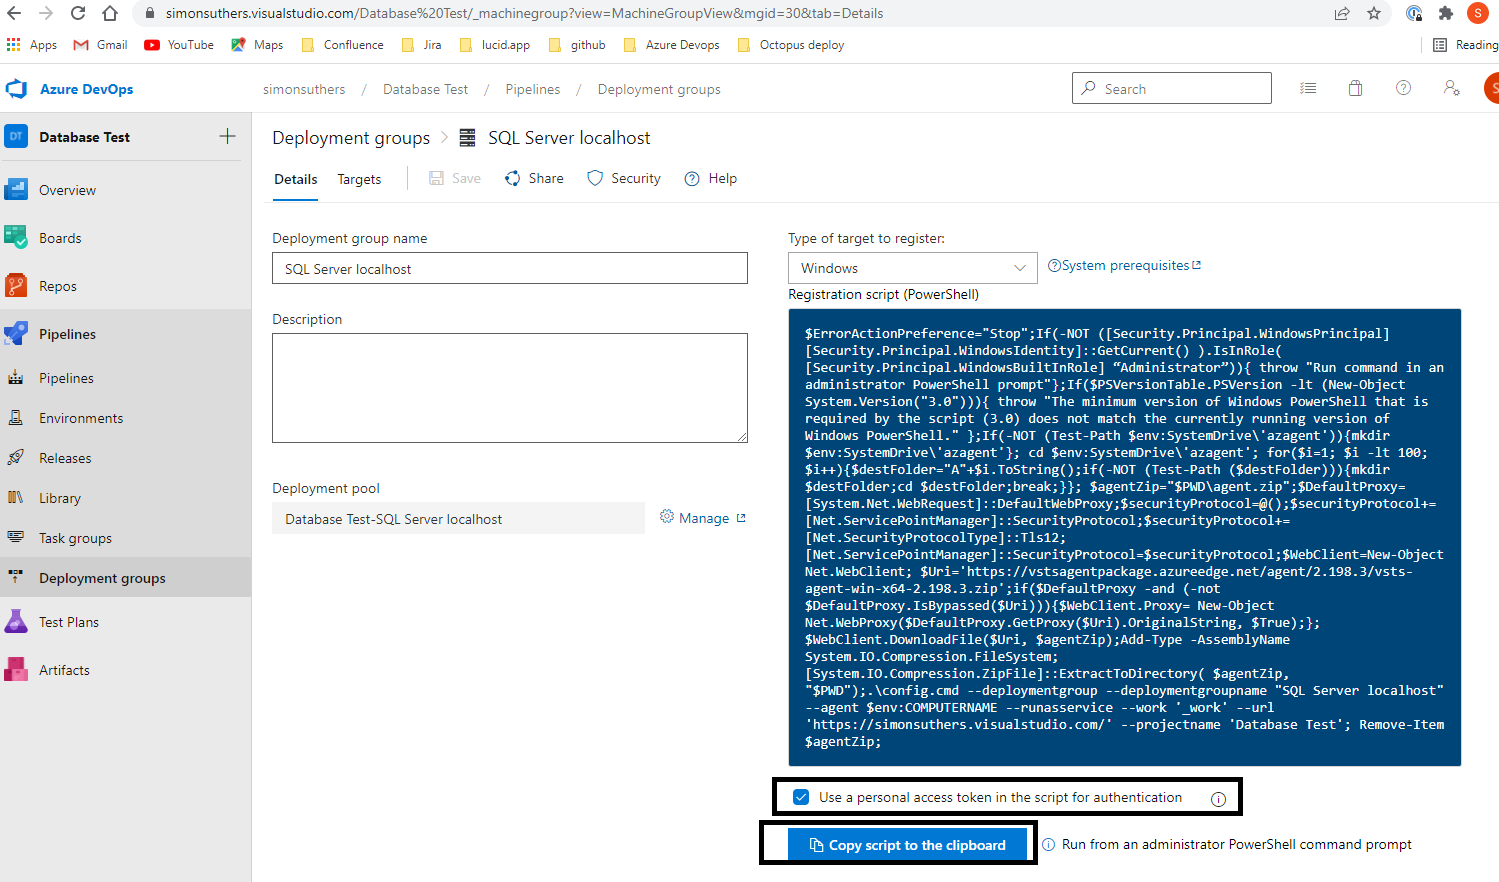 simonsuthers.visualstudio.com/Database%20Test/_machinegroup?view=MachineGroupView&mgid=30&tab=Details
S
Apps
Gmail
YouTube
Maps
Confluence
Jira
lucid.app
github
Azure Devops
Octopus deploy
Reading
Azure DevOps
simonsuthers / Database Test / Pipelines / Deployment groups
Search
S
DT Database Test
Overview
Boards
Repos
Pipelines
Pipelines
Environments
Releases
Library
Task groups
Deployment groups
Test Plans
Artifacts
Deployment groups > SQL Server localhost
Details Targets Save Share Security Help
Deployment group name
SQL Server localhost
Description
Deployment pool
Database Test-SQL Server localhost
Manage
Type of target to register:
Windows
System prerequisites
Registration script (PowerShell)
$ErrorActionPreference="Stop";If(-NOT ([Security.Principal.WindowsPrincipal]
[Security.Principal.WindowsIdentity]::GetCurrent() ).IsInRole(
[Security.Principal.WindowsBuiltInRole] “Administrator”)){ throw "Run command in an
administrator PowerShell prompt"};If($PSVersionTable.PSVersion -lt (New-Object
System.Version("3.0"))){ throw "The minimum version of Windows PowerShell that is
required by the script (3.0) does not match the currently running version of
Windows PowerShell." };If(-NOT (Test-Path $env:SystemDrive\'azagent')){mkdir
$env:SystemDrive\'azagent'}; cd $env:SystemDrive\'azagent'; for($i=1; $i -lt 100;
$i++){$destFolder="A"+$i.ToString();if(-NOT (Test-Path ($destFolder))){mkdir
$destFolder;cd $destFolder;break;}}; $agentZip="$PWD\agent.zip";$DefaultProxy=
[System.Net.WebRequest]::DefaultWebProxy;$securityProtocol=@();$securityProtocol+=
[Net.ServicePointManager]::SecurityProtocol;$securityProtocol+=
[Net.SecurityProtocolType]::Tls12;
[Net.ServicePointManager]::SecurityProtocol=$securityProtocol;$WebClient=New-Object
Net.WebClient; $Uri='https://vstsagentpackage.azureedge.net/agent/2.198.3/vsts-
agent-win-x64-2.198.3.zip';if($DefaultProxy -and (-not
$DefaultProxy.IsBypassed($Uri))){$WebClient.Proxy= New-Object
Net.WebProxy($DefaultProxy.GetProxy($Uri).OriginalString, $True);};
$WebClient.DownloadFile($Uri, $agentZip);Add-Type -AssemblyName
System.IO.Compression.FileSystem;
[System.IO.Compression.ZipFile]::ExtractToDirectory( $agentZip,
"$PWD");.\config.cmd --deploymentgroup --deploymentgroupname "SQL Server localhost"
--agent $env:COMPUTERNAME --runasservice --work '_work' --url
'https://simonsuthers.visualstudio.com/' --projectname 'Database Test'; Remove-Item
$agentZip;
Use a personal access token in the script for authentication
Copy script to the clipboard
Run from an administrator PowerShell command prompt